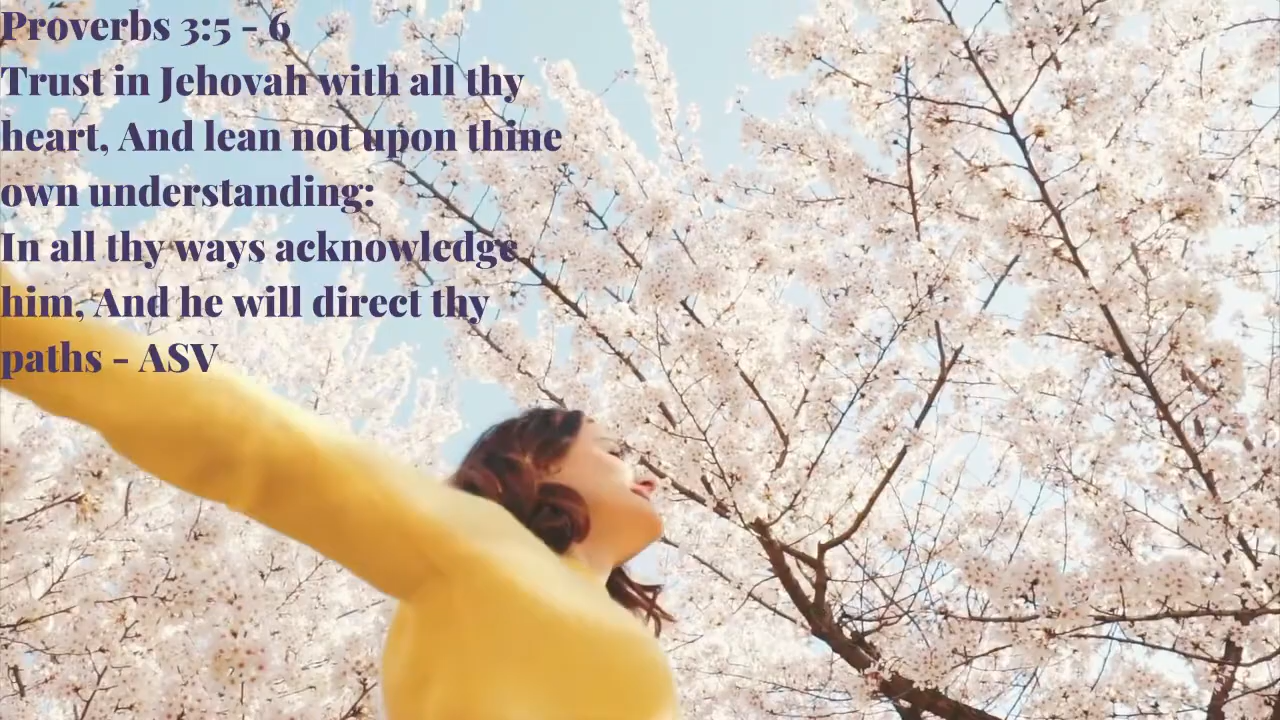 Proverbs 3:5 - 6
Trust in Jehovah with all thy
heart, And lean not upon thine
own understanding:
In all thy ways acknowledge
him, And he will direct thy
paths - ASV